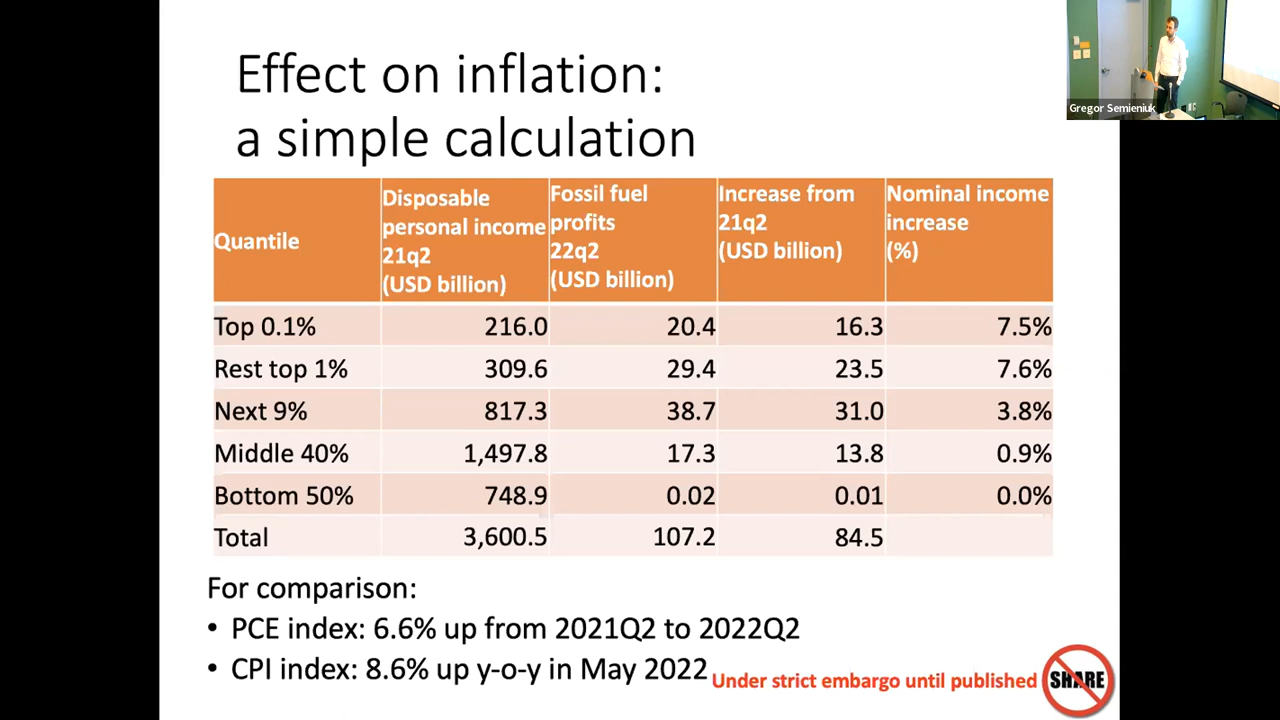 Effect on inflation:
a simple calculation
Gregor Semieniuk
Quantile
Disposable
personal income
21q2
(USD billion)
Fossil fuel
profits
22q2
(USD billion)
Increase from
21q2
(USD billion)
Nominal income
increase
(%)
Top 0.1% 216.0 20.4 16.3 7.5%
Rest top 1% 309.6 29.4 23.5 7.6%
Next 9% 817.3 38.7 31.0 3.8%
Middle 40% 1,497.8 17.3 13.8 0.9%
Bottom 50% 748.9 0.02 0.01 0.0%
Total 3,600.5 107.2 84.5
For comparison:
• PCE index: 6.6% up from 2021Q2 to 2022Q2
• CPI index: 8.6% up y-o-y in May 2022
Under strict embargo until published
SHARE